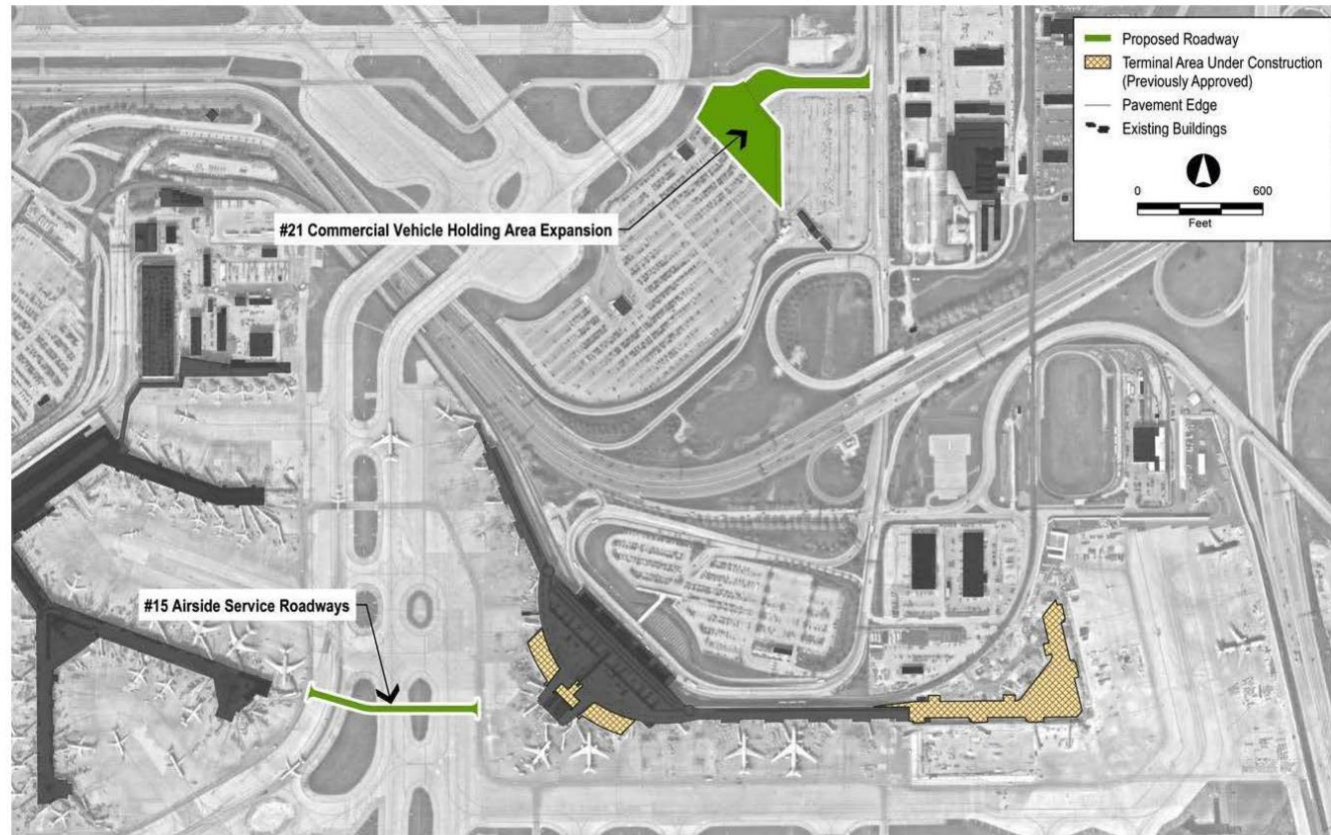 Proposed Roadway
Terminal Area Under Construction
(Previously Approved)
Pavement Edge
Existing Buildings
0
600
Feet
#21 Commercial Vehicle Holding Area Expansion
#15 Airside Service Roadways